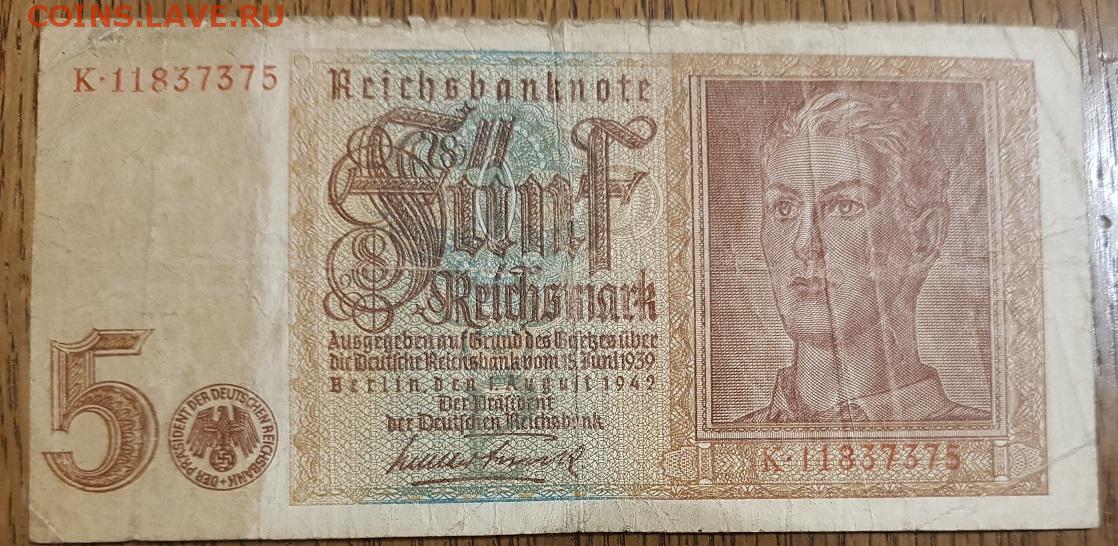 COINS.LAVE.RU
K·11837375
Reichsbanknote
Fünf
Reichsmark
Ausgegeben auf Grund des Gesetzes über
die Deutsche Reichsbank vom 15. Juni 1939
Berlin, den 1. August 1942
Der Präsident
der Deutschen Reichsbank
5
DER PRÄSIDENT DER DEUTSCHEN REICHSBANK +
K·11837375